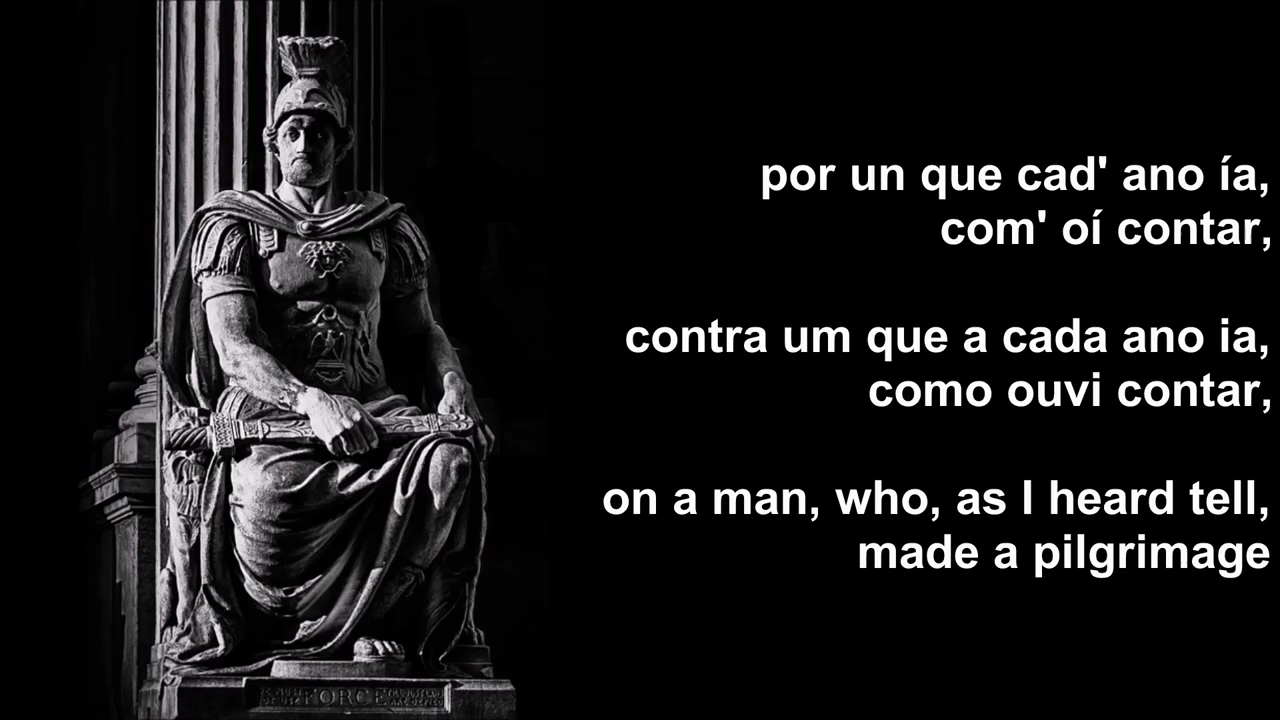 por un que cad' ano ía,
com' oí contar,
contra um que a cada ano ia,
como ouvi contar,
on a man, who, as I heard tell,
made a pilgrimage
FORCE